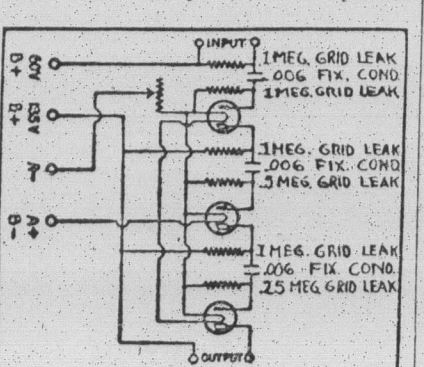 INPUT
.1 MEG. GRID LEAK
.006 FIX. COND.
1 MEG. GRID LEAK
B+
135V
B+
.1 MEG. GRID LEAK
.006 FIX. COND.
.5 MEG. GRID LEAK
A-
A+
B-
.1 MEG. GRID LEAK
.006 FIX. COND.
.25 MEG. GRID LEAK
OUTPUT